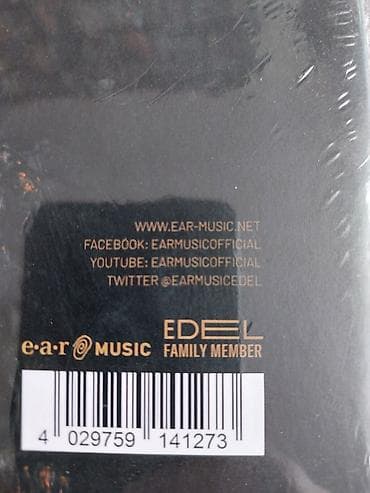 WWW.EAR-MUSIC.NET
FACEBOOK: EARMUSICOFFICIAL
YOUTUBE: EARMUSICOFFICIAL
TWITTER @EARMUSICEDEL
EDEL
e·a·r MUSIC FAMILY MEMBER
4 029759 141273